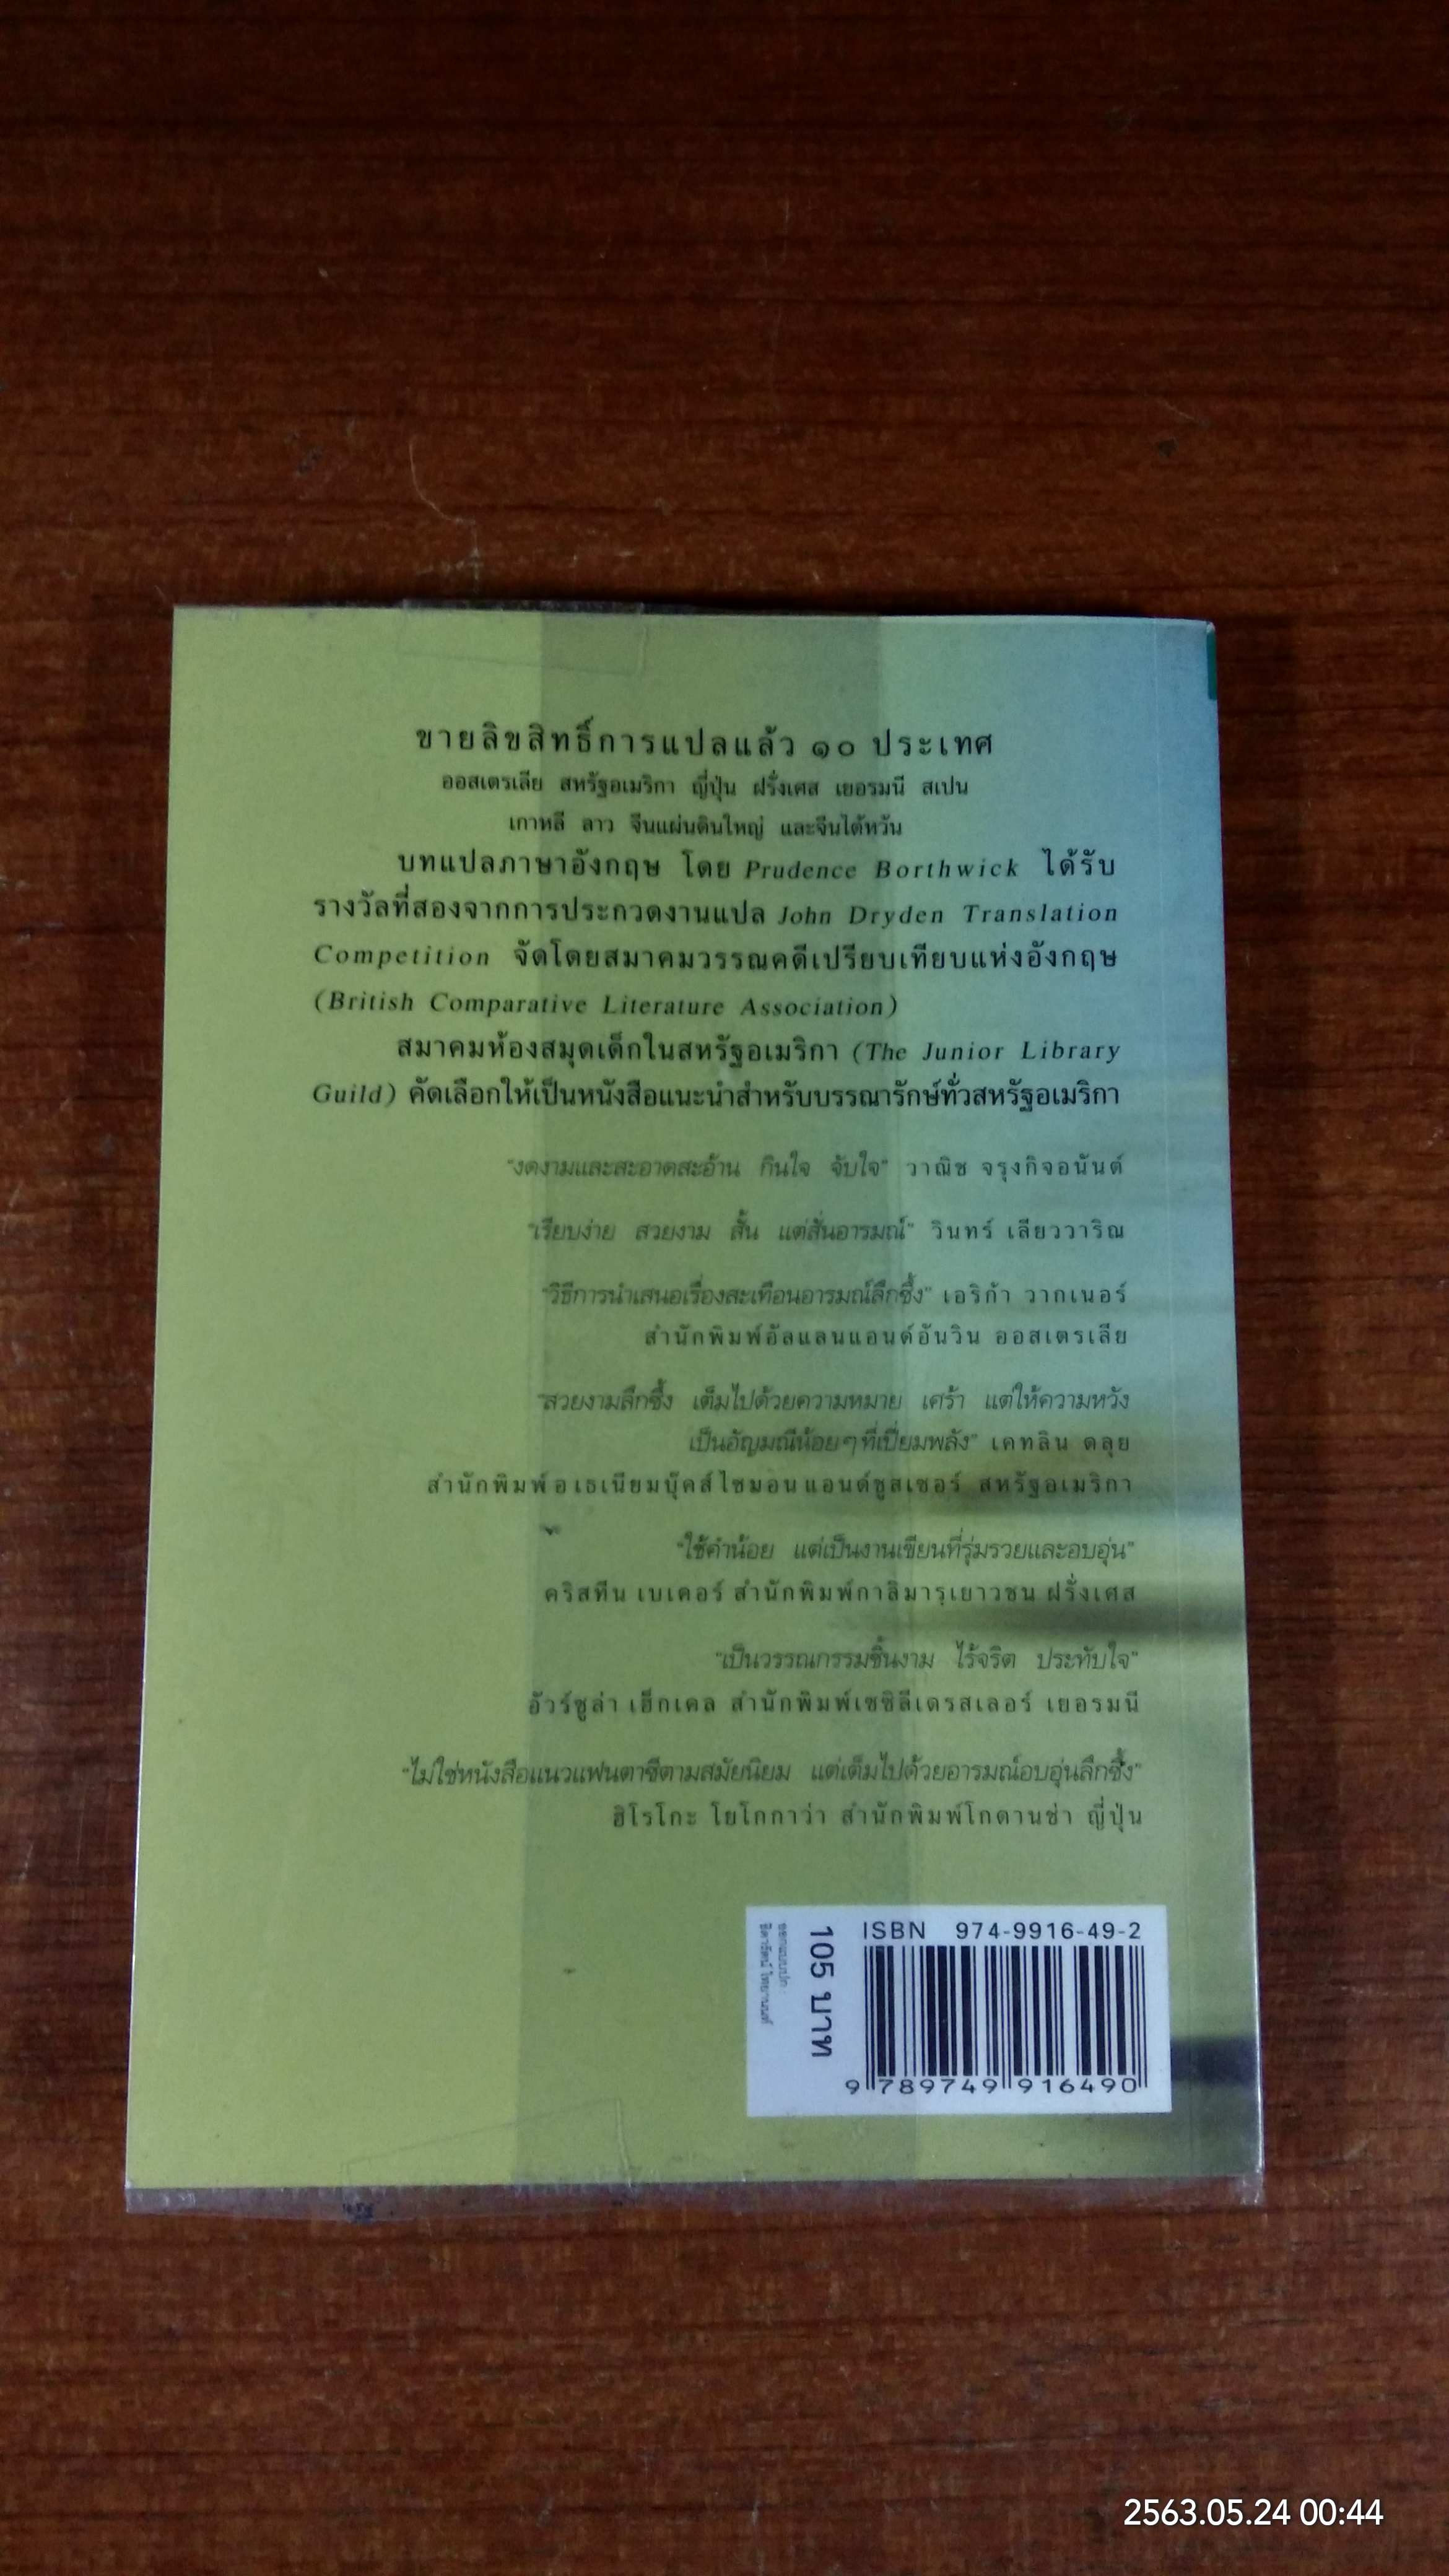 ขายลิขสิทธิ์การแปลแล้ว ๑๐ ประเทศ
ออสเตรเลีย สหรัฐอเมริกา ญี่ปุ่น ฝรั่งเศส เยอรมนี สเปน
เกาหลี ลาว จีนแผ่นดินใหญ่ และจีนไต้หวัน
บทแปลภาษาอังกฤษ โดย Prudence Borthwick ได้รับ
รางวัลที่สองจากการประกวดงานแปล John Dryden Translation
Competition จัดโดยสมาคมวรรณคดีเปรียบเทียบแห่งอังกฤษ
(British Comparative Literature Association)
สมาคมห้องสมุดเด็กในสหรัฐอเมริกา (The Junior Library
Guild) คัดเลือกให้เป็นหนังสือแนะนำสำหรับบรรณารักษ์ทั่วสหรัฐอเมริกา
"งดงามและสะอาดสะอ้าน กินใจ จับใจ" วาณิช จรุงกิจอนันต์
"เรียบง่าย สวยงาม สั้น แต่สั่นอารมณ์" วินทร์ เลียววาริณ
"วิธีการนำเสนอเรื่องสะเทือนอารมณ์ลึกซึ้ง" เอริก้า วากเนอร์
สำนักพิมพ์อัลแลนแอนด์อันวิน ออสเตรเลีย
"สวยงามลึกซึ้ง เต็มไปด้วยความหมาย เศร้า แต่ให้ความหวัง
เป็นอัญมณีน้อยๆ ที่เปี่ยมพลัง" เคทลิน ดลุย
สำนักพิมพ์อเธเนียมบุ๊คส์ไซมอนแอนด์ชูสเซอร์ สหรัฐอเมริกา
"ใช้คำน้อย แต่เป็นงานเขียนที่รุ่มรวยและอบอุ่น"
คริสทีน เบเคอร์ สำนักพิมพ์กาลิมารฺเยาวชน ฝรั่งเศส
"เป็นวรรณกรรมชิ้นงาม ไร้จริต ประทับใจ"
อัวร์ซูล่า เฮ็กเคล สำนักพิมพ์เซซิลีเดรสเลอร์ เยอรมนี
"ไม่ใช่หนังสือแนวแฟนตาซีตามสมัยนิยม แต่เต็มไปด้วยอารมณ์อบอุ่นลึกซึ้ง"
ฮิโรโกะ โยโกกาว่า สำนักพิมพ์โกดานช่า ญี่ปุ่น
ISBN 974-9916-49-2
9 789749 916490
105 บาท
ออกแบบปก :
2563.05.24 00:44